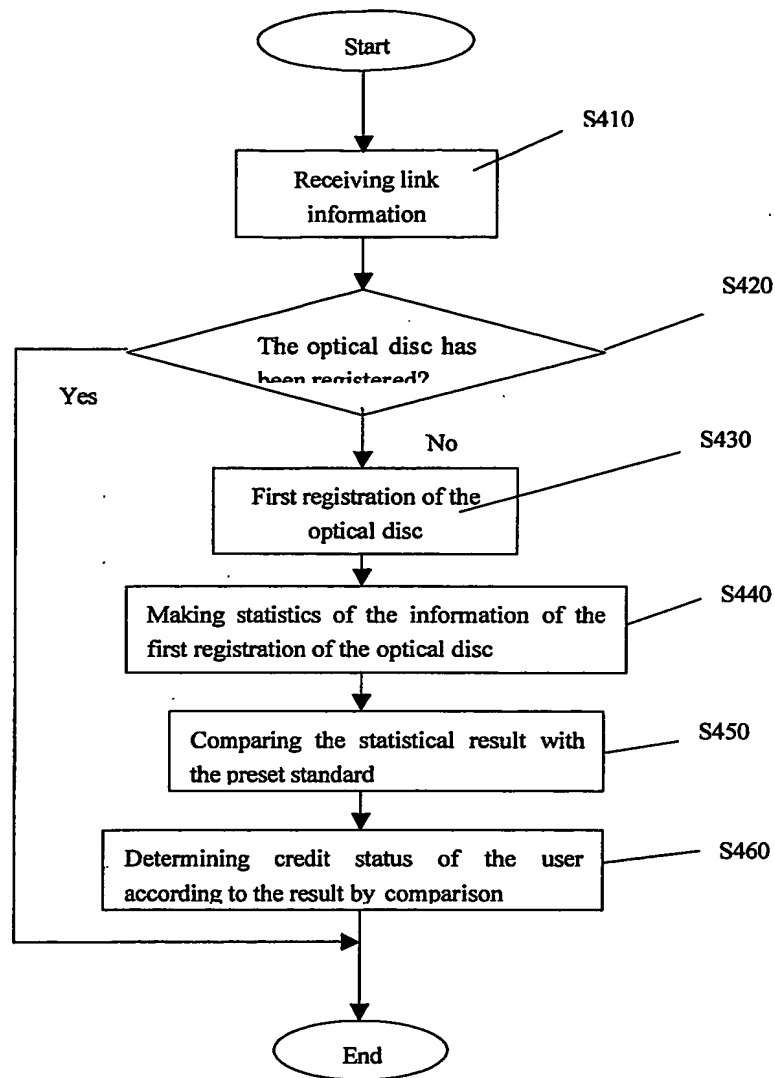 Start
S410
Receiving link
information
S420
The optical disc has
been registered?
Yes
No
S430
First registration of the
optical disc
S440
Making statistics of the information of the
first registration of the optical disc
S450
Comparing the statistical result with
the preset standard
S460
Determining credit status of the user
according to the result by comparison
End